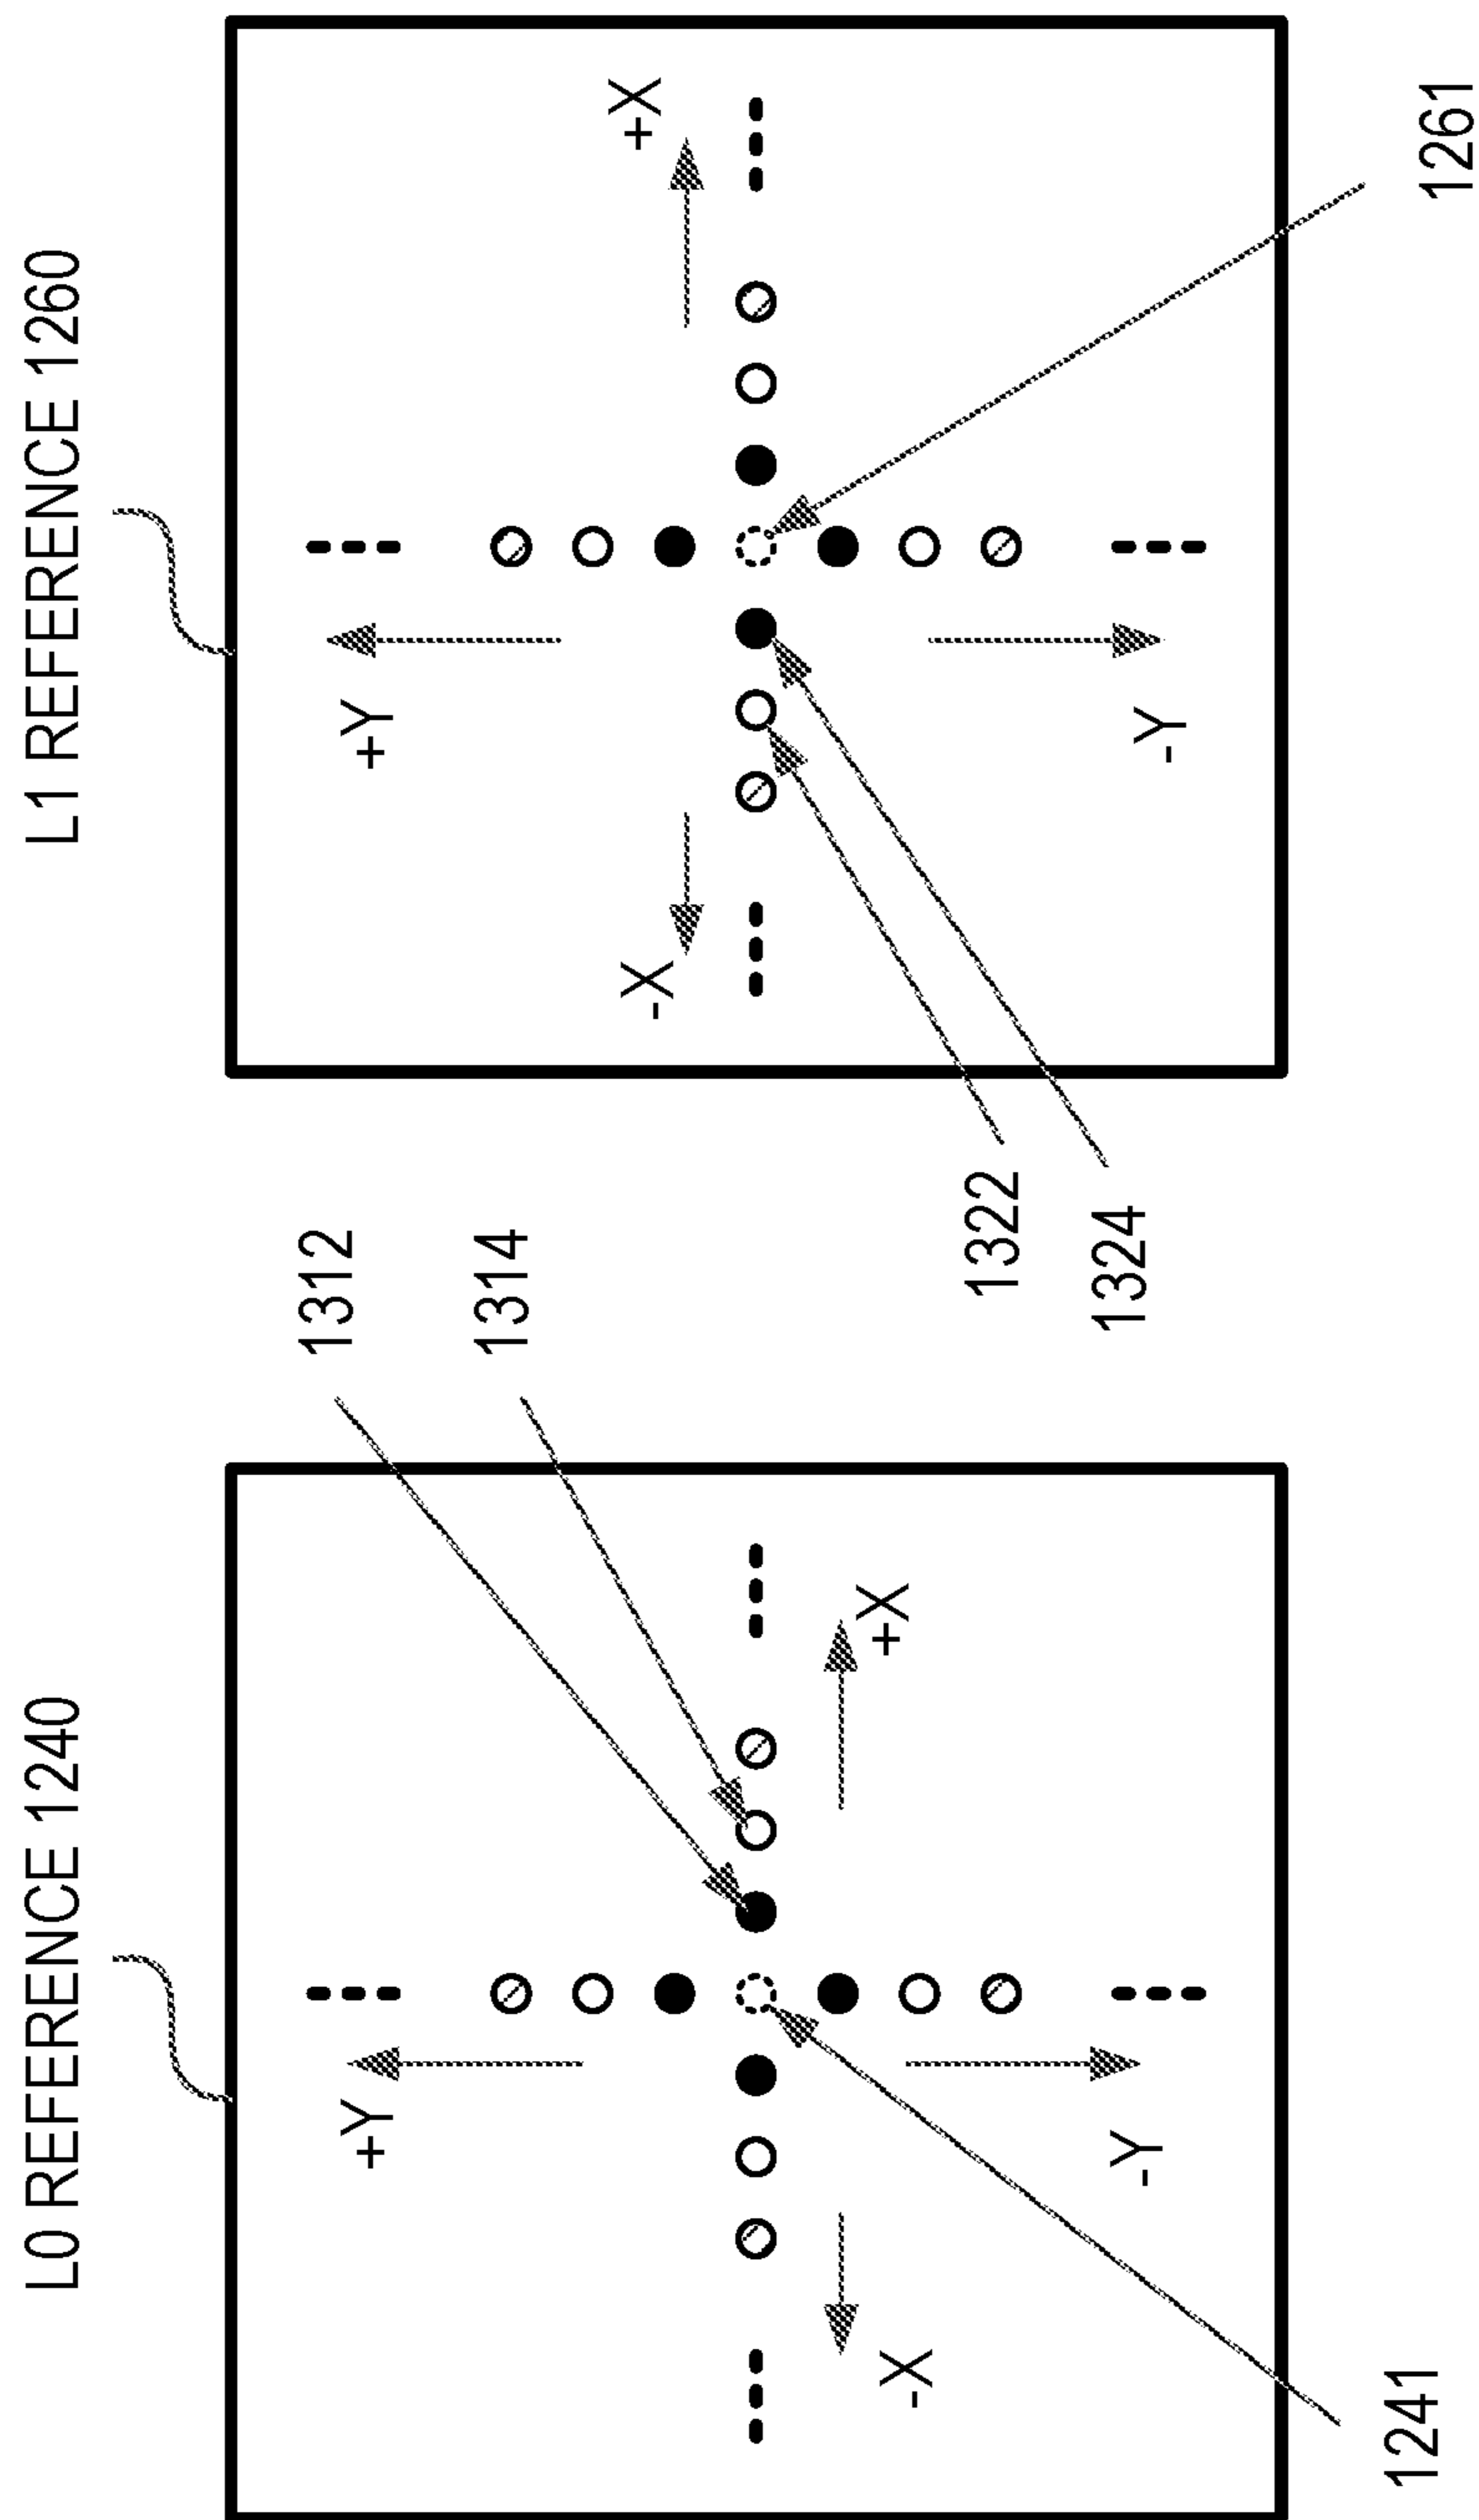 L0 REFERENCE 1240
L1 REFERENCE 1260
+Y
+Y
1312
1314
-X
+X
-X
+X
-Y
-Y
1322
1324
1241
1261